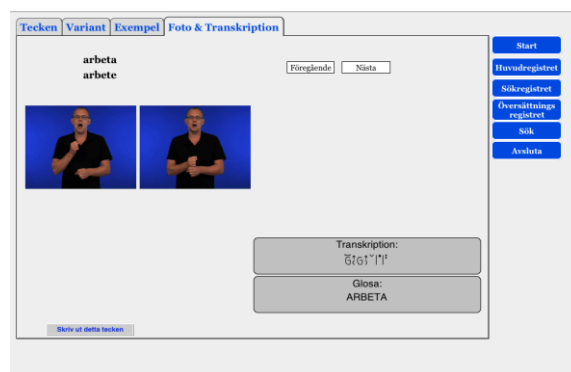 Tecken Variant Exempel Foto & Transkription
arbeta
arbete
Föregående Nästa
Start
Huvudregistret
Sökregistret
Översättnings
registret
Sök
Avsluta
Transkription:
Glosa:
ARBETA
Skriv ut detta tecken